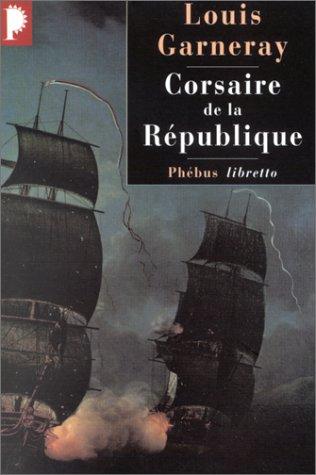 Louis
Garneray
Corsaire
de la
République
Phébus libretto